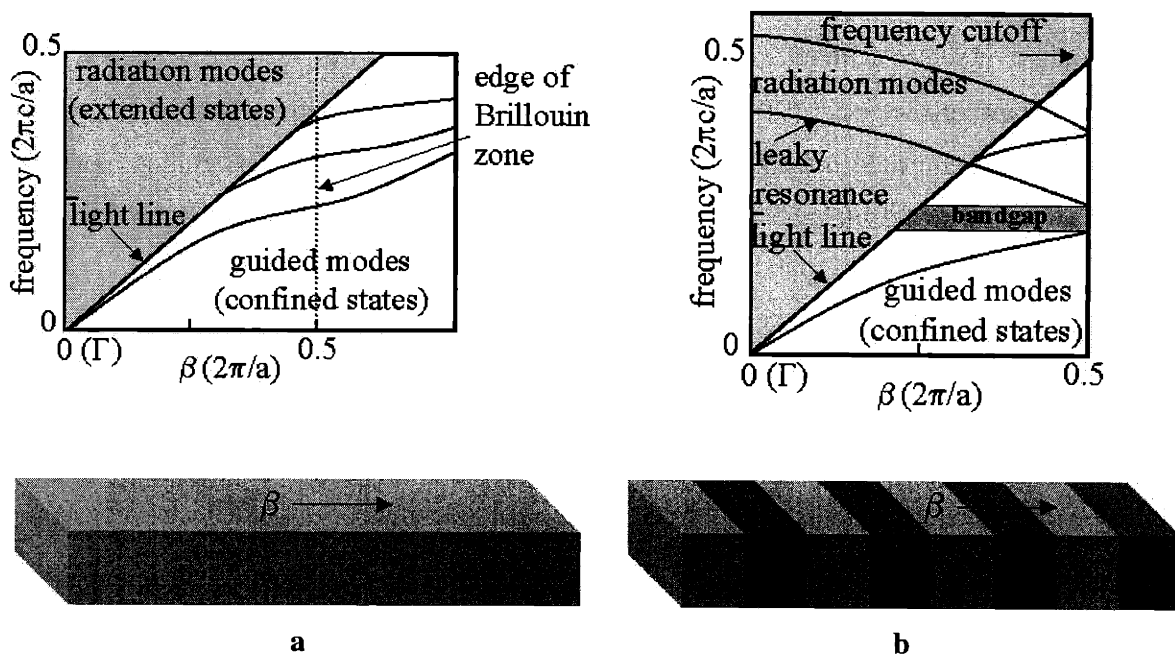 0.5
radiation modes
(extended states)
edge of
Brillouin
zone
light line
guided modes
(confined states)
frequency (2πc/a)
0
0 (Γ)
0.5
β (2π/a)
frequency
cutoff
0.5
radiation modes
leaky
resonance
bandgap
light line
guided modes
(confined states)
frequency (2πc/a)
0
0 (Γ)
0.5
β (2π/a)
β
β
a
b